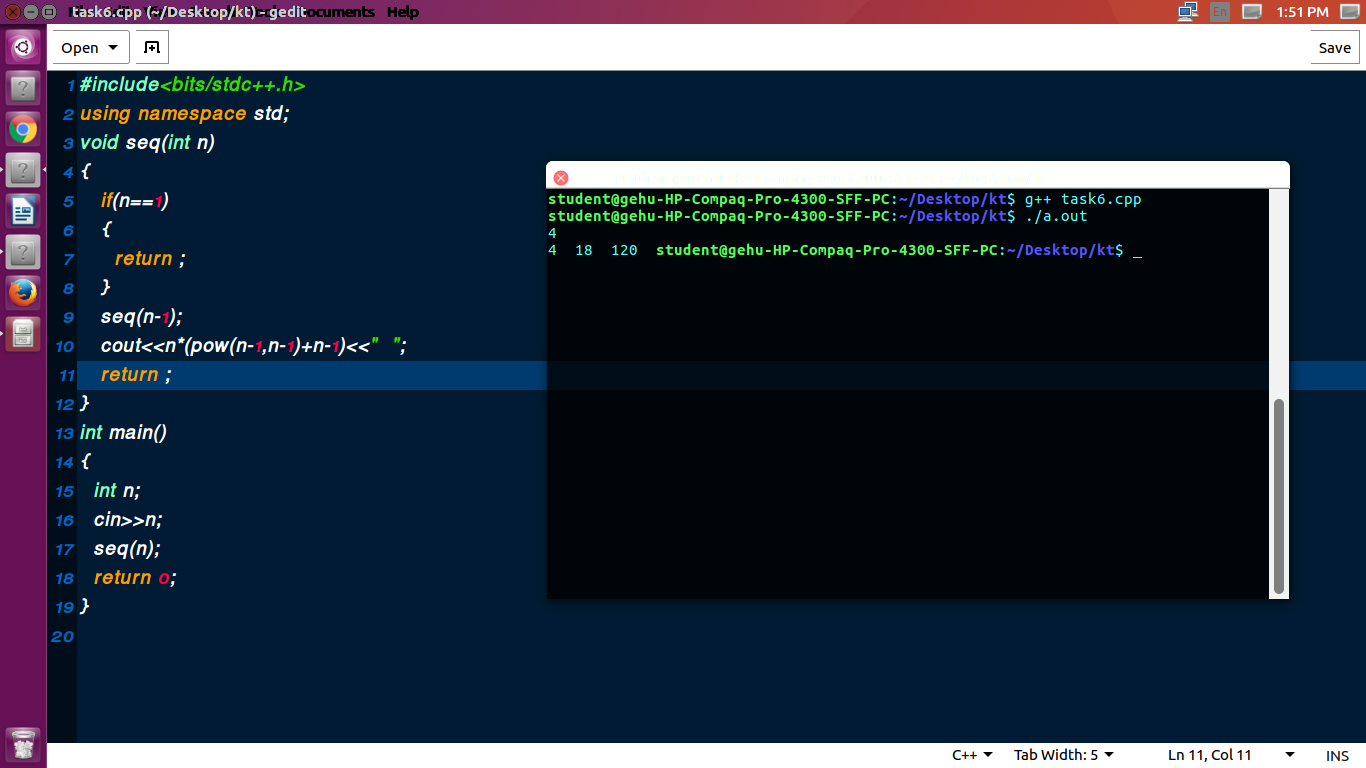 task6.cpp (~/Desktop/kt) - gedit
Documents Help
En
1:51 PM
Open
Save
1 #include<bits/stdc++.h>
2 using namespace std;
3 void seq(int n)
4 {
5 if(n==1)
6 {
7 return ;
8 }
9 seq(n-1);
10 cout<<n*(pow(n-1,n-1)+n-1)<<"  ";
11 return ;
12 }
13 int main()
14 {
15 int n;
16 cin>>n;
17 seq(n);
18 return 0;
19 }
20
student@gehu-HP-Compaq-Pro-4300-SFF-PC:~/Desktop/kt$ g++ task6.cpp
student@gehu-HP-Compaq-Pro-4300-SFF-PC:~/Desktop/kt$ ./a.out
4
4  18  120  student@gehu-HP-Compaq-Pro-4300-SFF-PC:~/Desktop/kt$ _
C++ Tab Width: 5 Ln 11, Col 11 INS